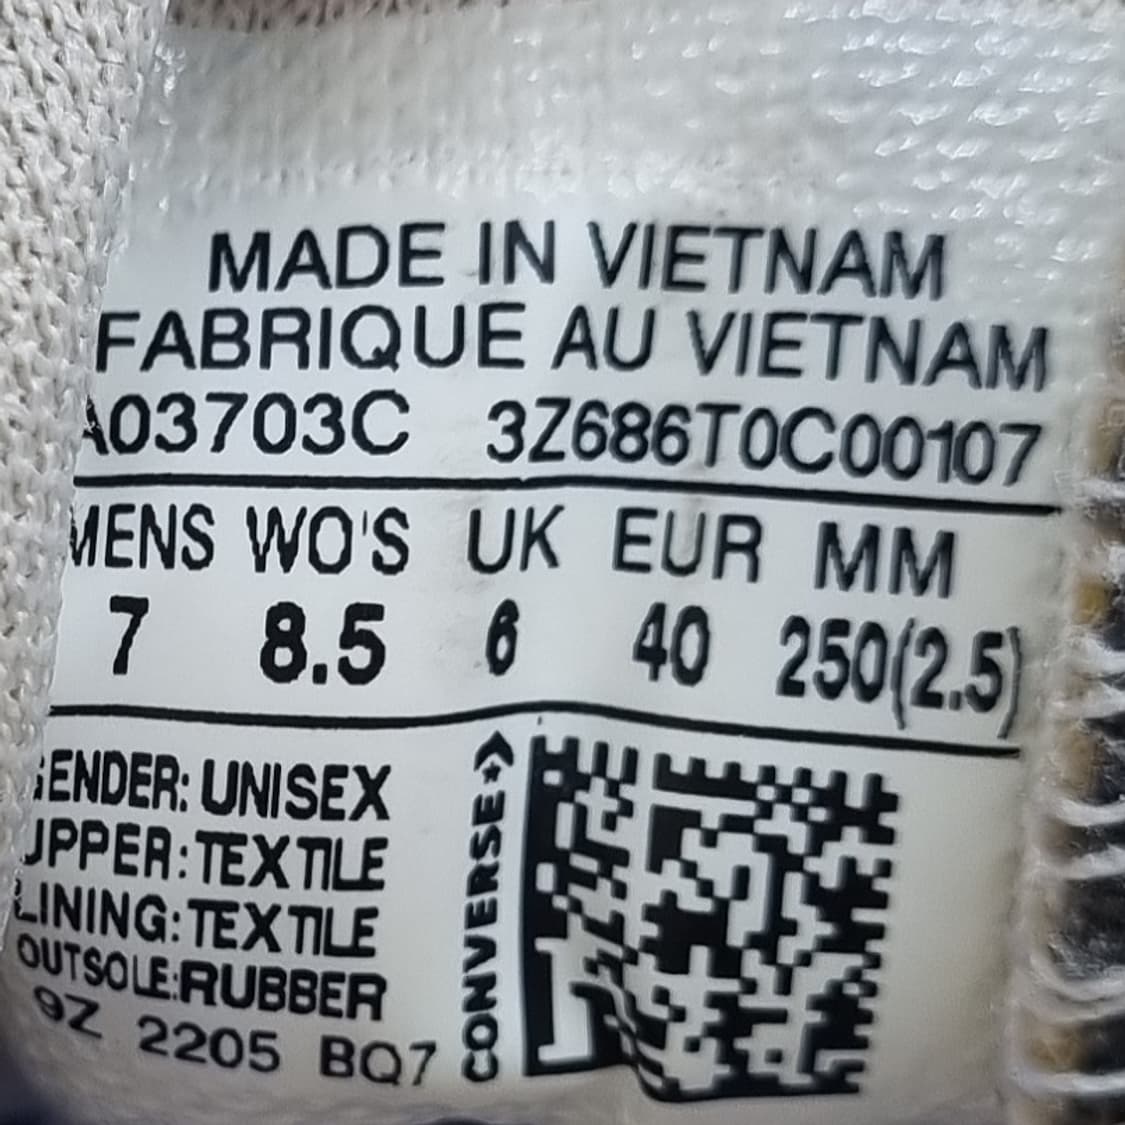 MADE IN VIETNAM
FABRIQUE AU VIETNAM
A03703C 3Z686T0C00107
MENS WO'S UK EUR MM
7 8.5 6 40 250(2.5)
GENDER: UNISEX
UPPER:TEXTILE
LINING:TEXTILE
OUTSOLE:RUBBER
9Z 2205 BQ7
CONVERSE